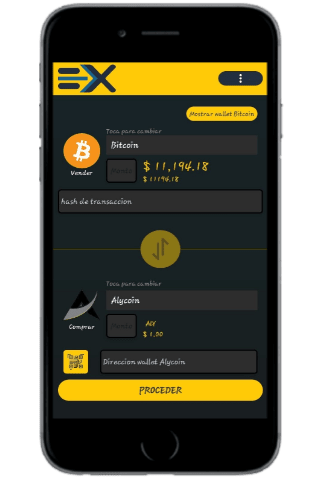 EX
Mostrar wallet Bitcoin
Toca para cambiar
Bitcoin
Vender
Monto
$ 11,194.18
$ 11194.18
hash de transaccion
Toca para cambiar
Alycoin
Comprar
Monto
ALY
$ 1.00
Direccion wallet Alycoin
PROCEDER